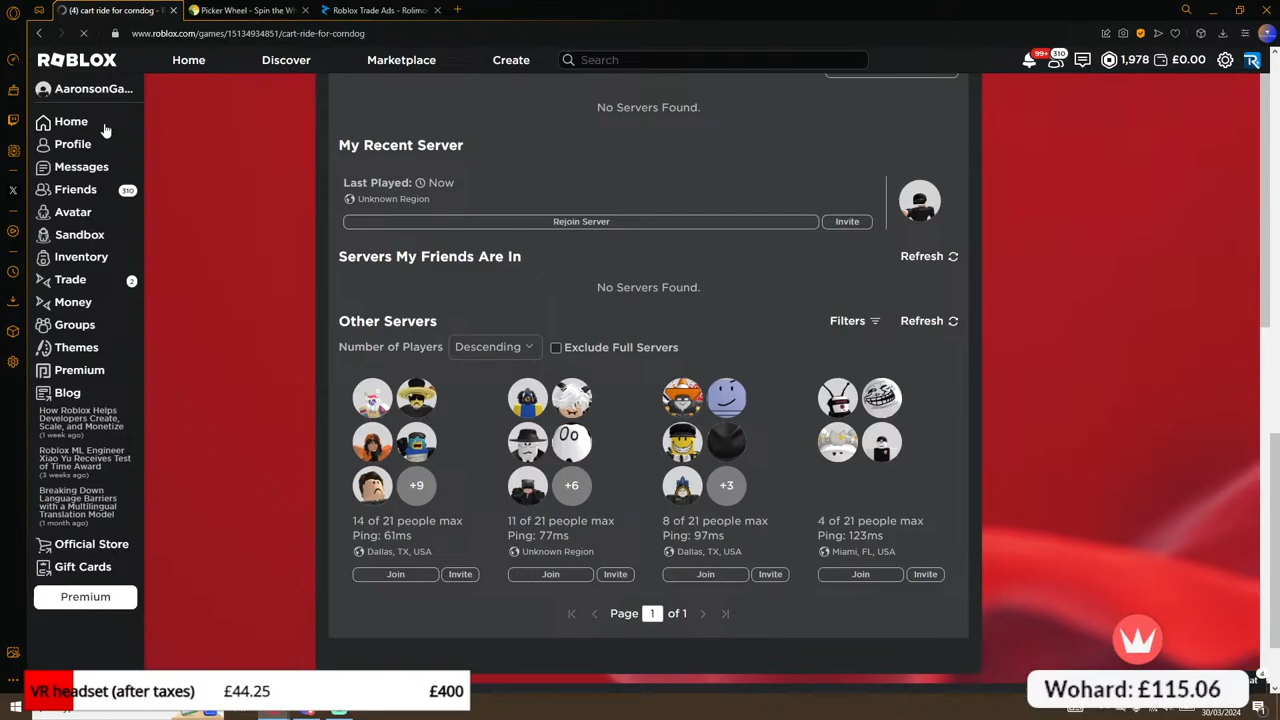 (4) cart ride for corndog - Picker Wheel - Spin the W Roblox Trade Ads - Rolimo
www.roblox.com/games/15134934851/cart-ride-for-corndog
ROBLOX Home Discover Marketplace Create Search 99+ 310 1,978 £0.00
AaronsonGa...
Home
Profile
Messages
Friends 310
Avatar
Sandbox
Inventory
Trade 2
Money
Groups
Themes
Premium
Blog
How Roblox Helps
Developers Create,
Scale, and Monetize
(1 week ago)
Roblox ML Engineer
Xiao Yu Receives Test
of Time Award
(3 weeks ago)
Breaking Down
Language Barriers
with a Multilingual
Translation Model
(1 month ago)
Official Store
Gift Cards
Premium
No Servers Found.
My Recent Server
Last Played: Now
Unknown Region
Rejoin Server Invite
Servers My Friends Are In Refresh
No Servers Found.
Other Servers Filters Refresh
Number of Players Descending Exclude Full Servers
+9 +6 +3
14 of 21 people max 11 of 21 people max 8 of 21 people max 4 of 21 people max
Ping: 61ms Ping: 77ms Ping: 97ms Ping: 123ms
Dallas, TX, USA Unknown Region Dallas, TX, USA Miami, FL, USA
Join Invite Join Invite Join Invite Join Invite
Page 1 of 1
VR headset (after taxes) £44.25 £400
Wohard: £115.06
30/03/2024